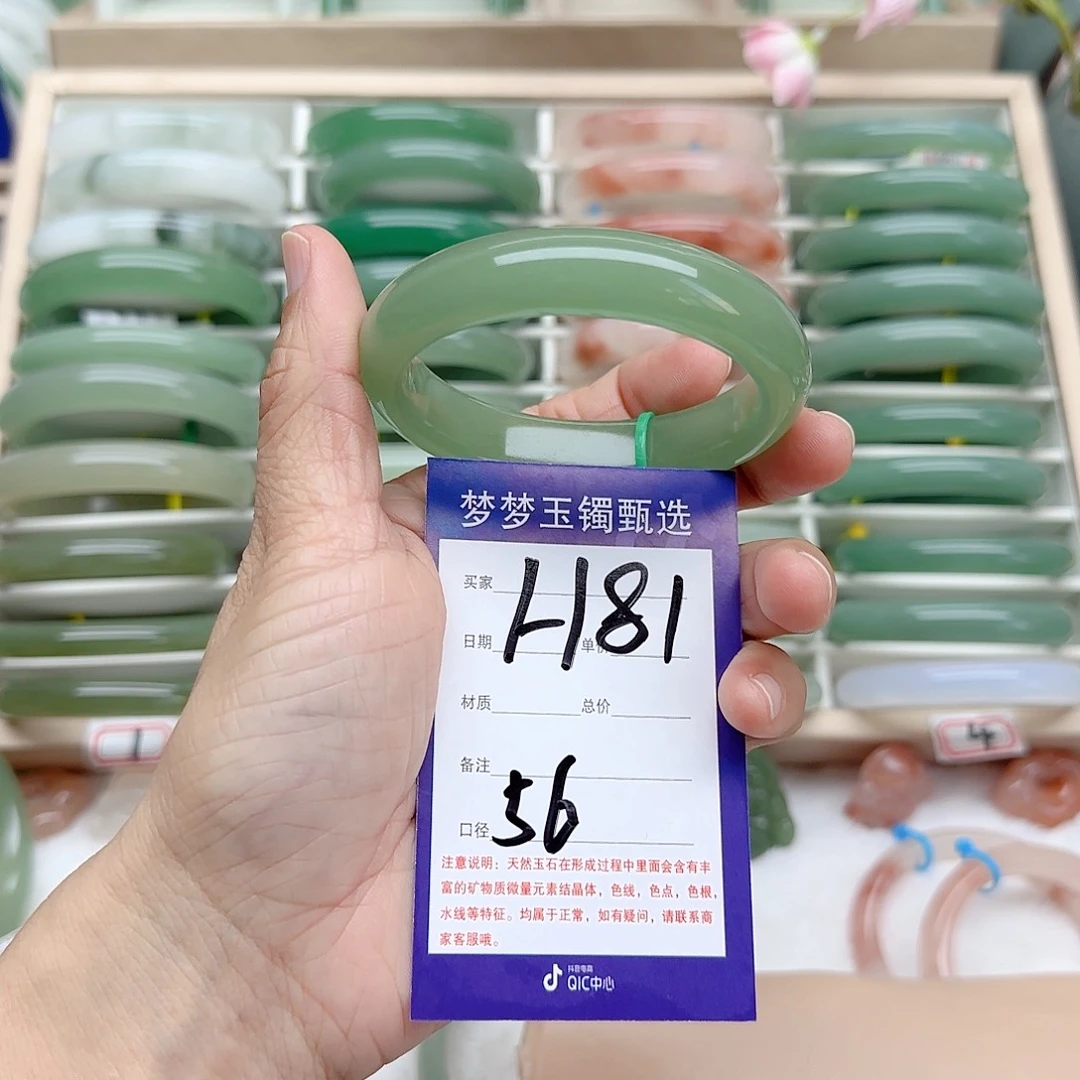 梦梦玉镯甄选
买家
H181
日期 单价
材质 总价
备注
口径 56
注意说明：天然玉石在形成过程中里面会含有丰
富的矿物质微量元素结晶体，色线，色点，色根，
水线等特征。均属于正常，如有疑问，请联系商
家客服哦。
抖音电商
QIC中心
1
4